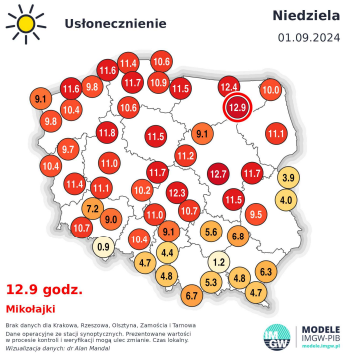 Usłonecznienie
Niedziela
01.09.2024
11.4 10.6
11.6
11.6 9.8 11.7 10.9 11.5 12.4 10.0
9.1 10.4 10.6 12.9
9.8 11.8 11.5 9.1 11.1
9.7 11.2
10.4 11.0 11.7 12.7 11.7 3.9
11.4 11.1 10.2 12.3 11.5 4.0
7.2 9.0 11.0 10.7 9.5
10.7 10.4 9.1 5.6 6.8
0.9 4.4
4.7 4.8 1.2 6.3
5.3 4.8
6.7 4.7
12.9 godz.
Mikołajki
Brak danych dla Krakowa, Rzeszowa, Olsztyna, Zamościa i Tarnowa
Dane operacyjne ze stacji synoptycznych. Prezentowane wartości
w procesie kontroli i weryfikacji mogą ulec zmianie. Czas lokalny.
Wizualizacja danych: dr Alan Mandal
IM
GW
MODELE
IMGW-PIB
modele.imgw.pl